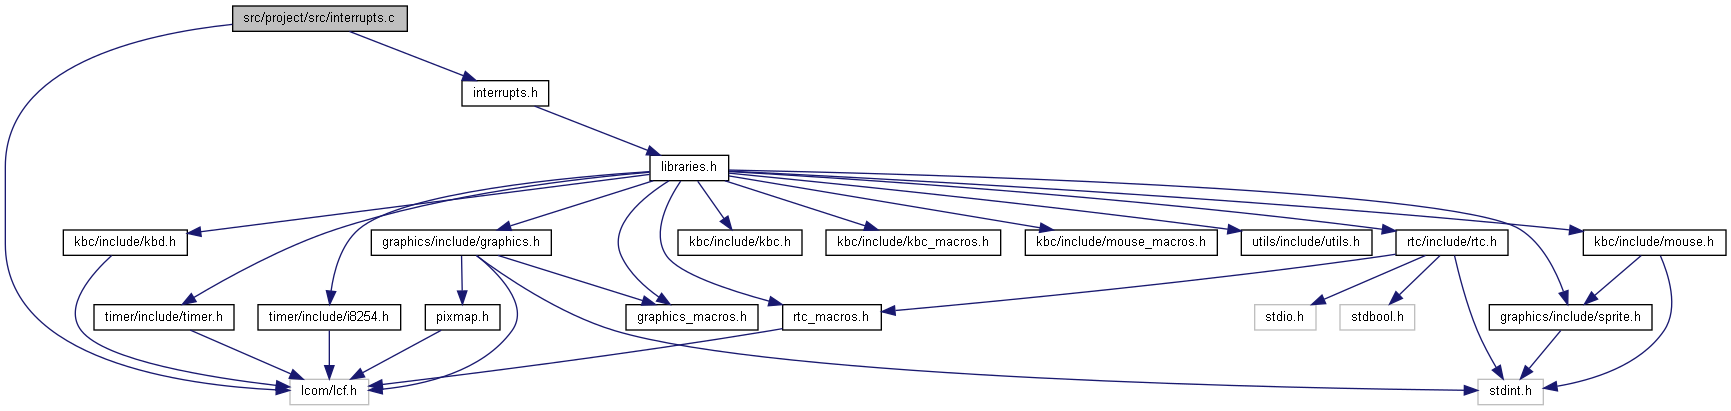 src/project/src/interrupts.c
interrupts.h
libraries.h
kbc/include/kbd.h
graphics/include/graphics.h
kbc/include/kbc.h
kbc/include/kbc_macros.h
kbc/include/mouse_macros.h
utils/include/utils.h
rtc/include/rtc.h
kbc/include/mouse.h
timer/include/timer.h
timer/include/i8254.h
pixmap.h
graphics_macros.h
rtc_macros.h
stdio.h
stdbool.h
graphics/include/sprite.h
lcom/lcf.h
stdint.h